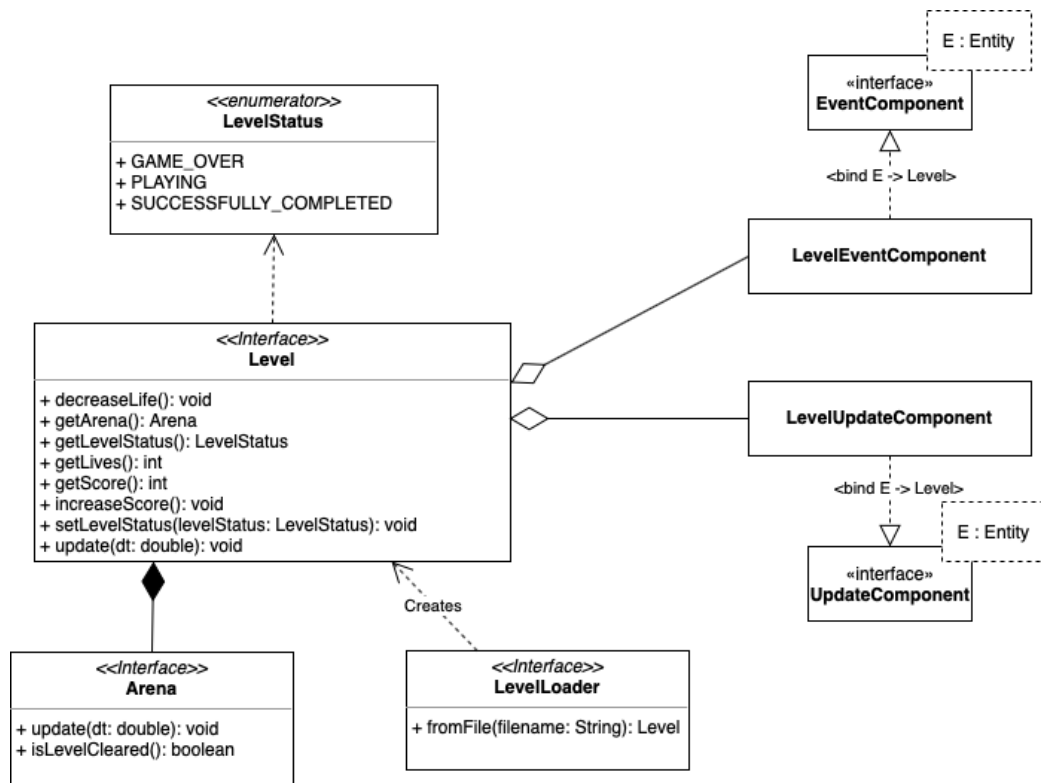 E : Entity
«interface»
EventComponent
<<enumerator>>
LevelStatus
+ GAME_OVER
+ PLAYING
+ SUCCESSFULLY_COMPLETED
<bind E -> Level>
LevelEventComponent
<<Interface>>
Level
+ decreaseLife(): void
+ getArena(): Arena
+ getLevelStatus(): LevelStatus
+ getLives(): int
+ getScore(): int
+ increaseScore(): void
+ setLevelStatus(levelStatus: LevelStatus): void
+ update(dt: double): void
LevelUpdateComponent
<bind E -> Level>
E : Entity
«interface»
UpdateComponent
Creates
<<Interface>>
Arena
+ update(dt: double): void
+ isLevelCleared(): boolean
<<Interface>>
LevelLoader
+ fromFile(filename: String): Level